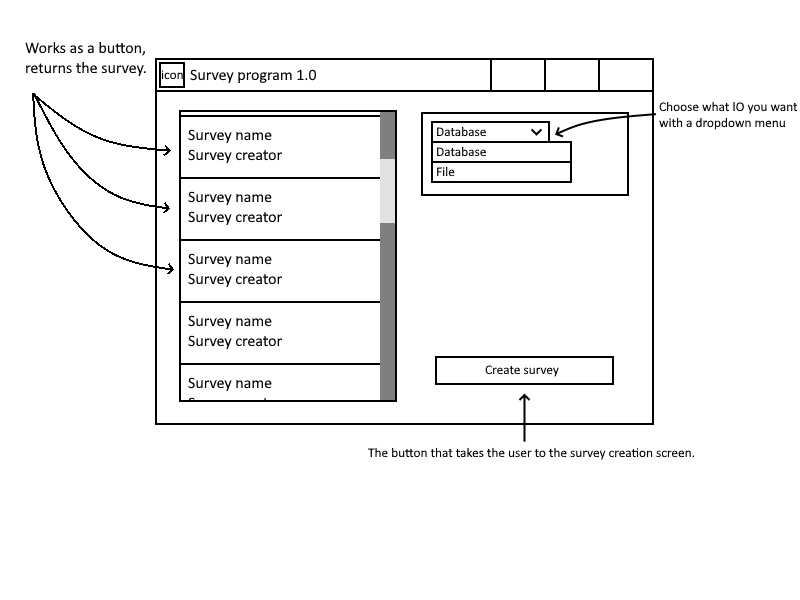 Works as a button,
returns the survey.
icon Survey program 1.0
Survey name
Survey creator
Survey name
Survey creator
Survey name
Survey creator
Survey name
Survey creator
Survey name
Database
Database
File
Choose what IO you want
with a dropdown menu
Create survey
The button that takes the user to the survey creation screen.